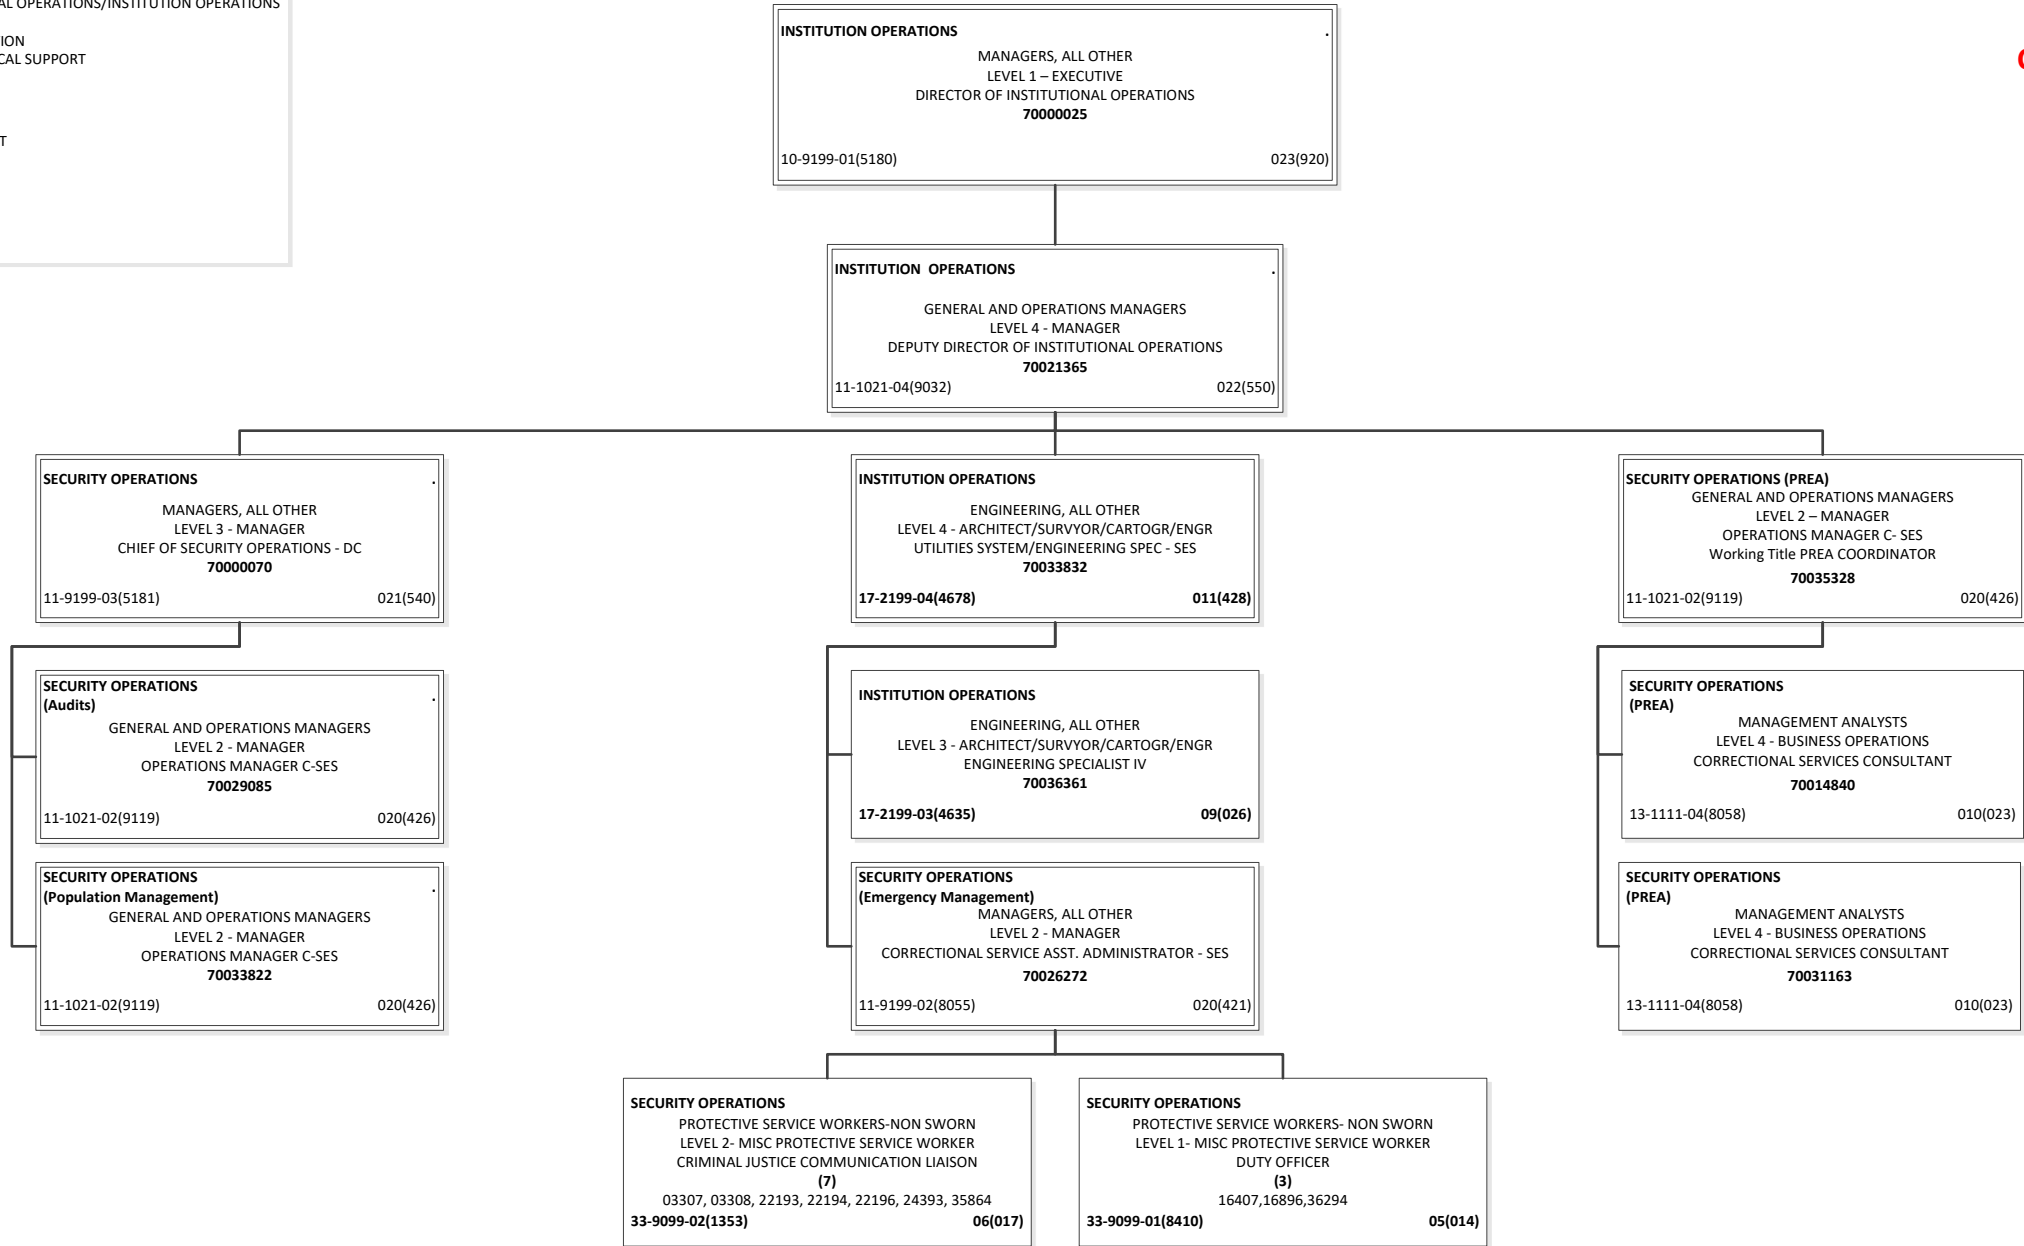 AL OPERATIONS/INSTITUTION OPERATIONS
ION
CAL SUPPORT
T
INSTITUTION OPERATIONS .
MANAGERS, ALL OTHER
LEVEL 1 – EXECUTIVE
DIRECTOR OF INSTITUTIONAL OPERATIONS
70000025
10-9199-01(5180) 023(920)
INSTITUTION  OPERATIONS .
GENERAL AND OPERATIONS MANAGERS
LEVEL 4 - MANAGER
DEPUTY DIRECTOR OF INSTITUTIONAL OPERATIONS
70021365
11-1021-04(9032) 022(550)
SECURITY OPERATIONS .
MANAGERS, ALL OTHER
LEVEL 3 - MANAGER
CHIEF OF SECURITY OPERATIONS - DC
70000070
11-9199-03(5181) 021(540)
INSTITUTION OPERATIONS
ENGINEERING, ALL OTHER
LEVEL 4 - ARCHITECT/SURVYOR/CARTOGR/ENGR
UTILITIES SYSTEM/ENGINEERING SPEC - SES
70033832
17-2199-04(4678) 011(428)
SECURITY OPERATIONS (PREA)
GENERAL AND OPERATIONS MANAGERS
LEVEL 2 – MANAGER
OPERATIONS MANAGER C- SES
Working Title PREA COORDINATOR
70035328
11-1021-02(9119) 020(426)
SECURITY OPERATIONS
(Audits) .
GENERAL AND OPERATIONS MANAGERS
LEVEL 2 - MANAGER
OPERATIONS MANAGER C-SES
70029085
11-1021-02(9119) 020(426)
INSTITUTION OPERATIONS
ENGINEERING, ALL OTHER
LEVEL 3 - ARCHITECT/SURVYOR/CARTOGR/ENGR
ENGINEERING SPECIALIST IV
70036361
17-2199-03(4635) 09(026)
SECURITY OPERATIONS
(PREA)
MANAGEMENT ANALYSTS
LEVEL 4 - BUSINESS OPERATIONS
CORRECTIONAL SERVICES CONSULTANT
70014840
13-1111-04(8058) 010(023)
SECURITY OPERATIONS
(Population Management) .
GENERAL AND OPERATIONS MANAGERS
LEVEL 2 - MANAGER
OPERATIONS MANAGER C-SES
70033822
11-1021-02(9119) 020(426)
SECURITY OPERATIONS
(Emergency Management)
MANAGERS, ALL OTHER
LEVEL 2 - MANAGER
CORRECTIONAL SERVICE ASST. ADMINISTRATOR - SES
70026272
11-9199-02(8055) 020(421)
SECURITY OPERATIONS
(PREA)
MANAGEMENT ANALYSTS
LEVEL 4 - BUSINESS OPERATIONS
CORRECTIONAL SERVICES CONSULTANT
70031163
13-1111-04(8058) 010(023)
SECURITY OPERATIONS
PROTECTIVE SERVICE WORKERS-NON SWORN
LEVEL 2- MISC PROTECTIVE SERVICE WORKER
CRIMINAL JUSTICE COMMUNICATION LIAISON
(7)
03307, 03308, 22193, 22194, 22196, 24393, 35864
33-9099-02(1353) 06(017)
SECURITY OPERATIONS
PROTECTIVE SERVICE WORKERS- NON SWORN
LEVEL 1- MISC PROTECTIVE SERVICE WORKER
DUTY OFFICER
(3)
16407,16896,36294
33-9099-01(8410) 05(014)